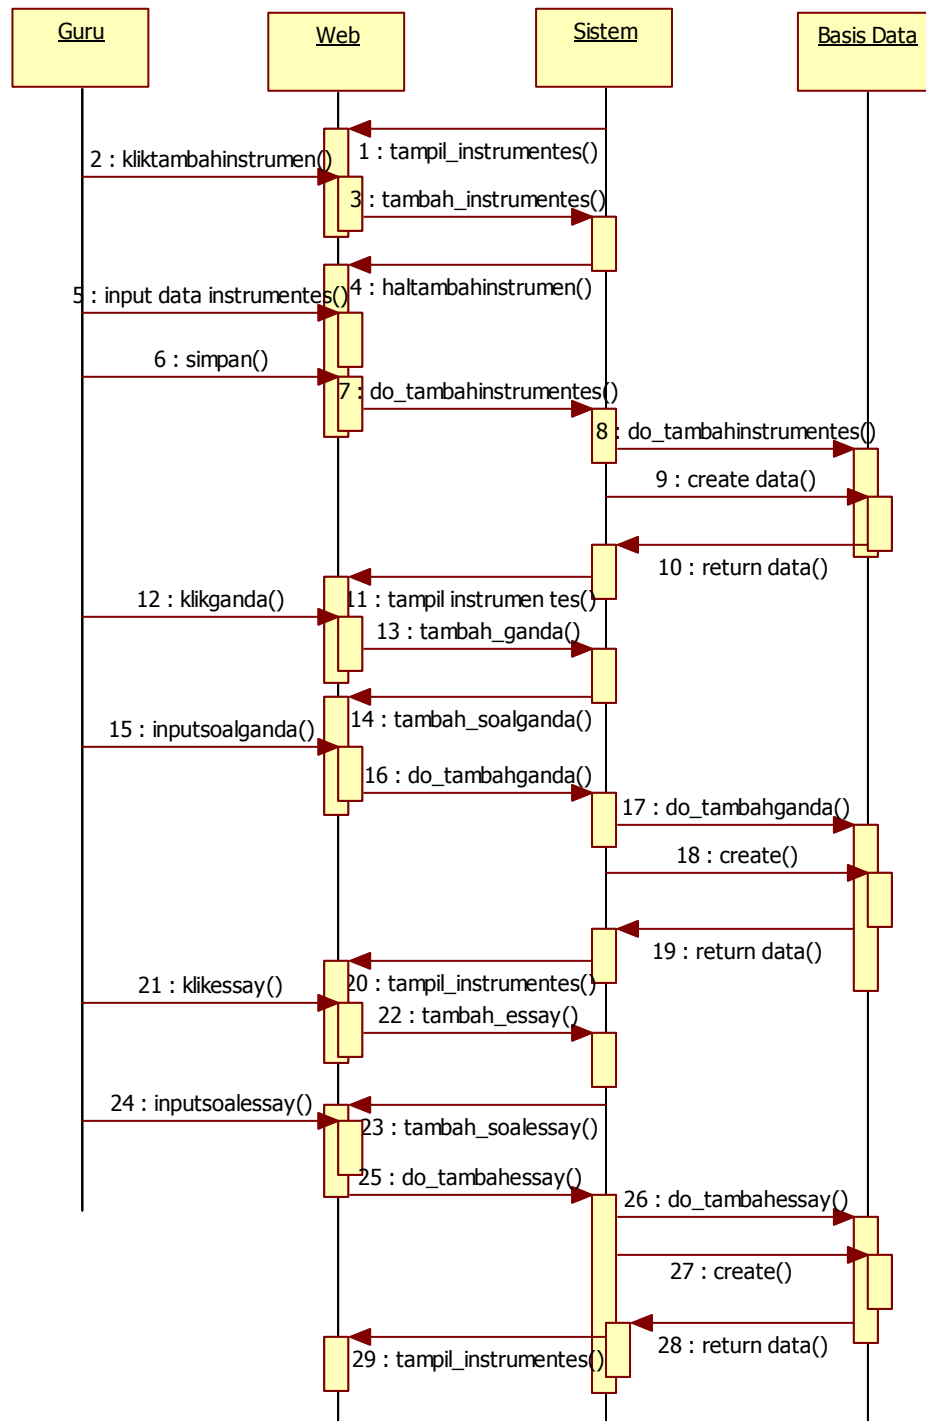 Guru
Web
Sistem
Basis Data
1 : tampil_instrumentes()
2 : kliktambahinstrumen()
3 : tambah_instrumentes()
4 : haltambahinstrumen()
5 : input data instrumentes()
6 : simpan()
7 : do_tambahinstrumentes()
8 : do_tambahinstrumentes()
9 : create data()
10 : return data()
11 : tampil instrumen tes()
12 : klikganda()
13 : tambah_ganda()
14 : tambah_soalganda()
15 : inputsoalganda()
16 : do_tambahganda()
17 : do_tambahganda()
18 : create()
19 : return data()
20 : tampil_instrumentes()
21 : klikessay()
22 : tambah_essay()
23 : tambah_soalessay()
24 : inputsoalessay()
25 : do_tambahessay()
26 : do_tambahessay()
27 : create()
28 : return data()
29 : tampil_instrumentes()